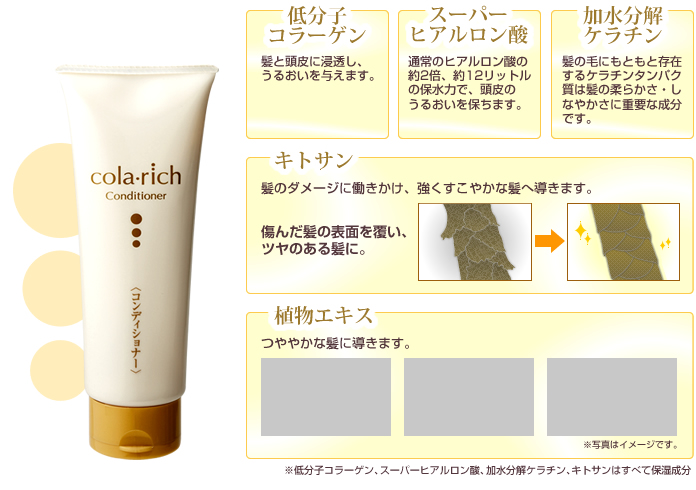 cola·rich
Conditioner
〈コンディショナー〉
低分子
コラーゲン
髪と頭皮に浸透し、
うるおいを与えます。
スーパー
ヒアルロン酸
通常のヒアルロン酸の
約2倍、約12リットル
の保水力で、頭皮の
うるおいを保ちます。
加水分解
ケラチン
髪の毛にもともと存在
するケラチンタンパク
質は髪の柔らかさ・し
なやかさに重要な成分
です。
キトサン
髪のダメージに働きかけ、強くすこやかな髪へ導きます。
傷んだ髪の表面を覆い、
ツヤのある髪に。
植物エキス
つややかな髪に導きます。
※写真はイメージです。
※低分子コラーゲン、スーパーヒアルロン酸、加水分解ケラチン、キトサンはすべて保湿成分